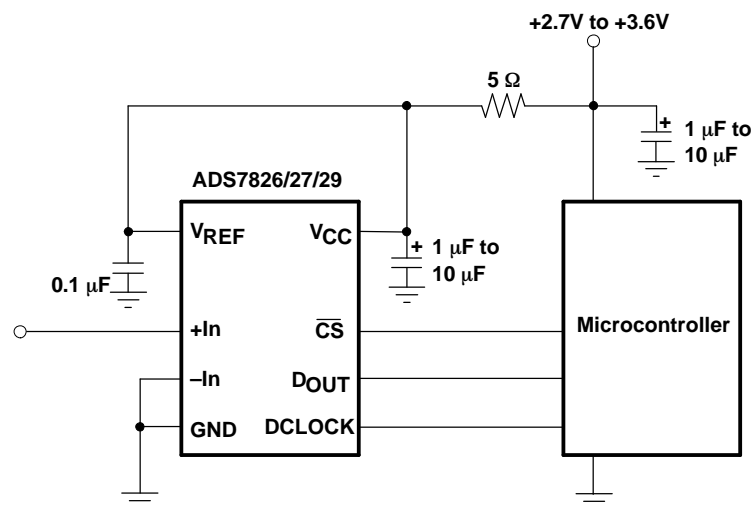 +2.7V to +3.6V
5 Ω
+ 1 μF to
10 μF
ADS7826/27/29
VREF
VCC
+ 1 μF to
10 μF
0.1 μF
+In
CS
Microcontroller
–In
DOUT
GND
DCLOCK